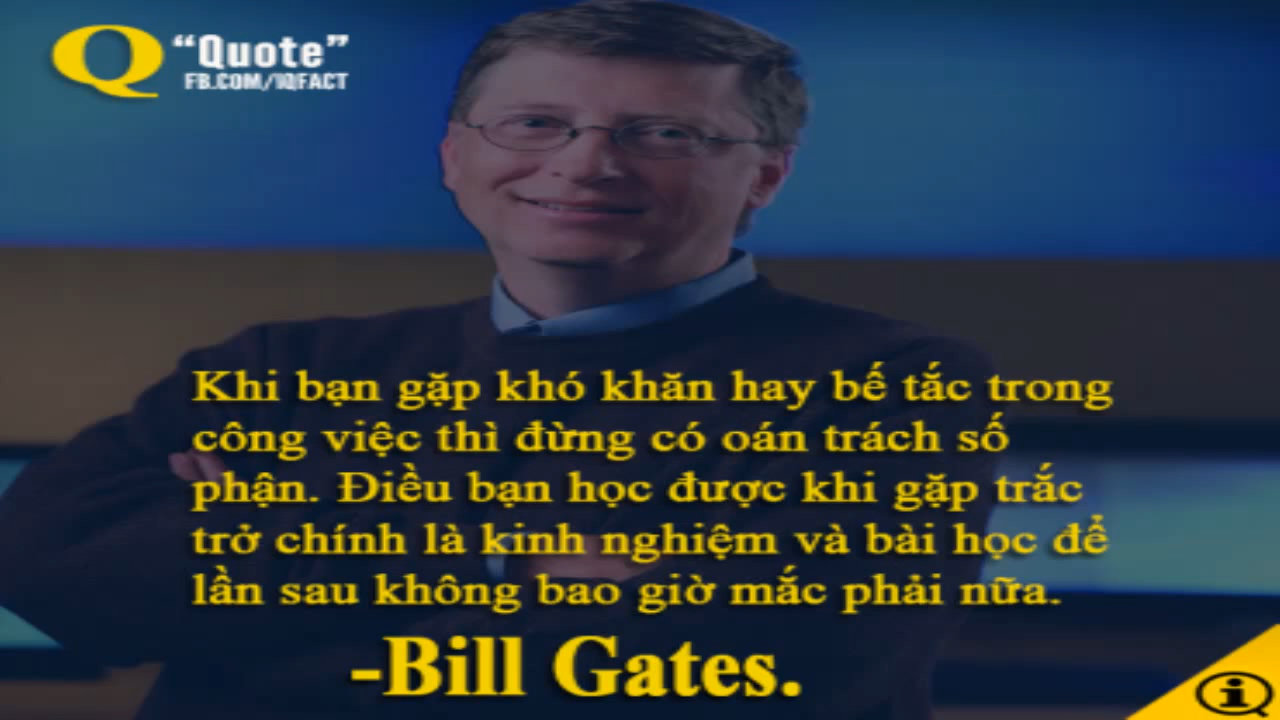 Q "Quote"
FB.COM/IQFACT
Khi bạn gặp khó khăn hay bế tắc trong
công việc thì đừng có oán trách số
phận. Điều bạn học được khi gặp trắc
trở chính là kinh nghiệm và bài học để
lần sau không bao giờ mắc phải nữa.
-Bill Gates.
i